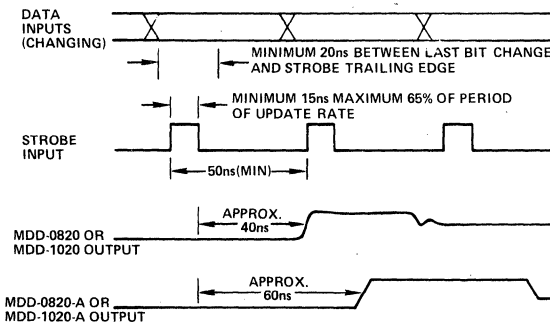 DATA
INPUTS
(CHANGING)
MINIMUM 20ns BETWEEN LAST BIT CHANGE
AND STROBE TRAILING EDGE
MINIMUM 15ns MAXIMUM 65% OF PERIOD
OF UPDATE RATE
STROBE
INPUT
50ns(MIN)
APPROX.
40ns
MDD-0820 OR
MDD-1020 OUTPUT
APPROX.
60ns
MDD-0820-A OR
MDD-1020-A OUTPUT